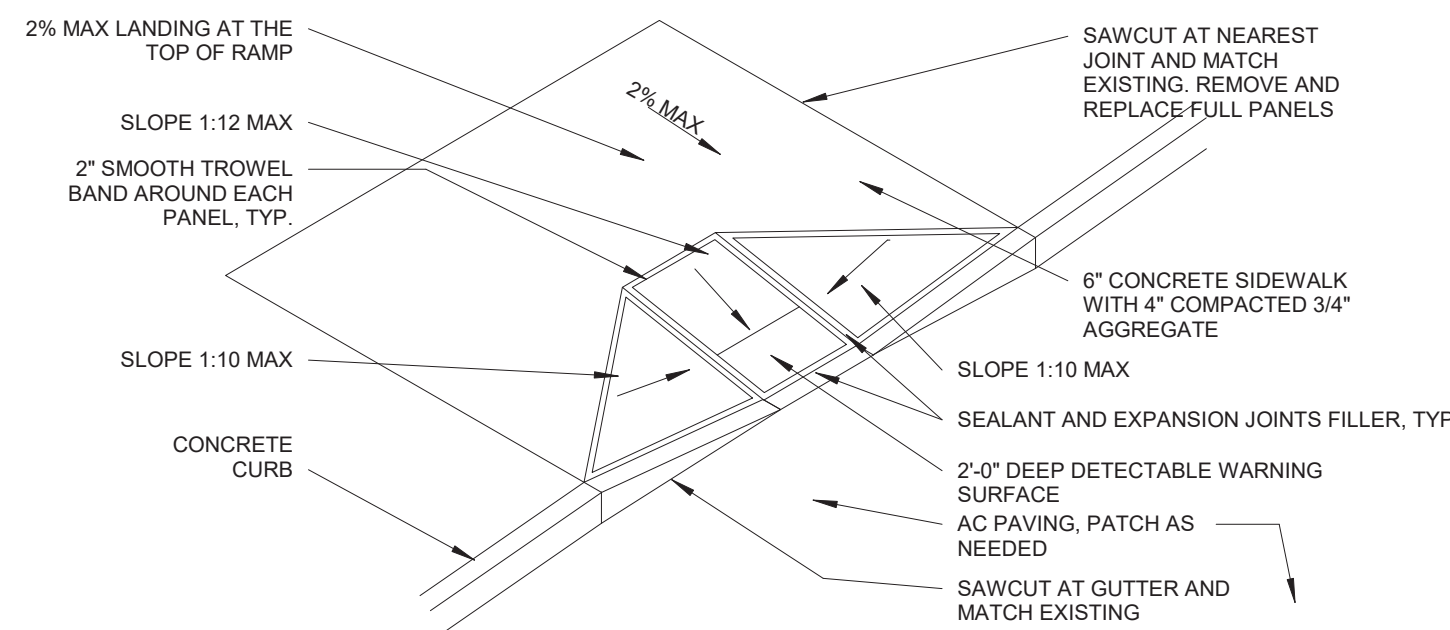 2% MAX LANDING AT THE
TOP OF RAMP
SLOPE 1:12 MAX
2" SMOOTH TROWEL
BAND AROUND EACH
PANEL, TYP.
SLOPE 1:10 MAX
CONCRETE
CURB
2% MAX
SAWCUT AT NEAREST
JOINT AND MATCH
EXISTING. REMOVE AND
REPLACE FULL PANELS
6" CONCRETE SIDEWALK
WITH 4" COMPACTED 3/4"
AGGREGATE
SLOPE 1:10 MAX
SEALANT AND EXPANSION JOINTS FILLER, TYP
2'-0" DEEP DETECTABLE WARNING
SURFACE
AC PAVING, PATCH AS
NEEDED
SAWCUT AT GUTTER AND
MATCH EXISTING